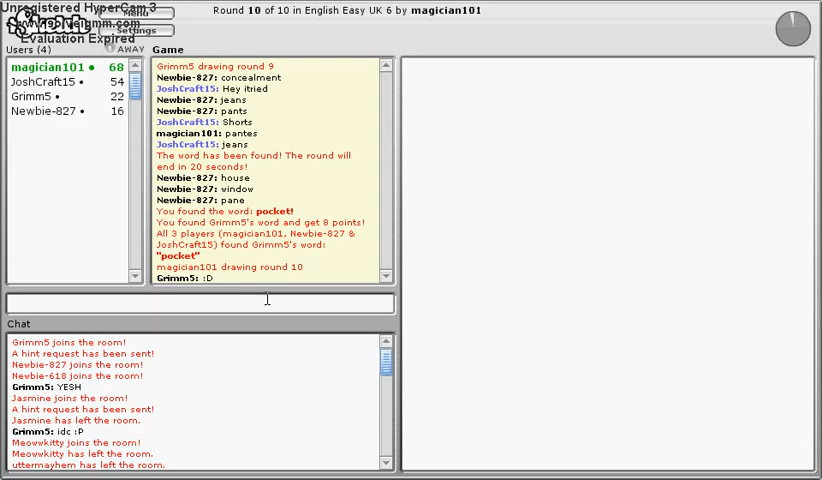 Unregistered HyperCam 3
Menu
www.solveigmm.com
iSketch
Settings
Evaluation Expired
Round 10 of 10 in English Easy UK 6 by magician101
Users (4)
AWAY
Game
magician101 • 68
JoshCraft15 • 54
Grimm5 • 22
Newbie-827 • 16
Grimm5 drawing round 9
Newbie-827: concealment
JoshCraft15: Hey itried
Newbie-827: jeans
Newbie-827: pants
JoshCraft15: Shorts
magician101: pantes
JoshCraft15: jeans
The word has been found! The round will
end in 20 seconds!
Newbie-827: house
Newbie-827: window
Newbie-827: pane
You found the word: pocket!
You found Grimm5's word and get 8 points!
All 3 players (magician101, Newbie-827 &
JoshCraft15) found Grimm5's word:
"pocket"
magician101 drawing round 10
Grimm5: :D
Chat
Grimm5 joins the room!
A hint request has been sent!
Newbie-827 joins the room!
Newbie-618 joins the room!
Grimm5: YESH
Jasmine joins the room!
A hint request has been sent!
Jasmine has left the room.
Grimm5: idc :P
Meowwkitty joins the room!
Meowwkitty has left the room.
uttermayhem has left the room.